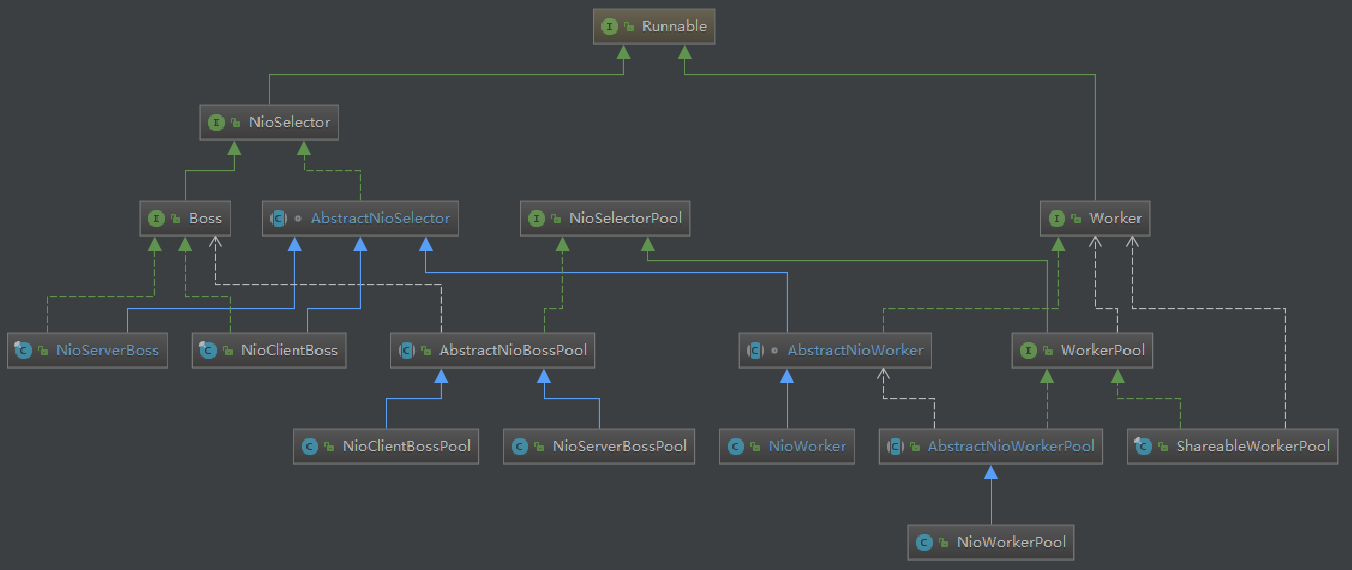 Runnable
NioSelector
Boss
AbstractNioSelector
NioSelectorPool
Worker
NioServerBoss
NioClientBoss
AbstractNioBossPool
AbstractNioWorker
WorkerPool
NioClientBossPool
NioServerBossPool
NioWorker
AbstractNioWorkerPool
ShareableWorkerPool
NioWorkerPool